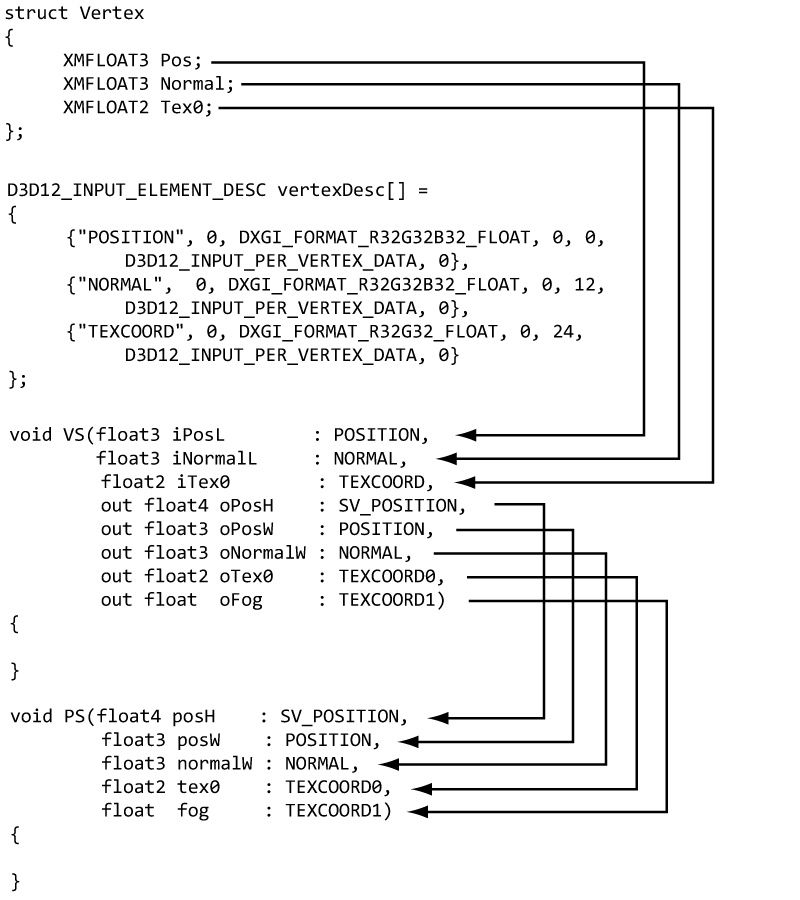 struct Vertex
{
XMFLOAT3 Pos;
XMFLOAT3 Normal;
XMFLOAT2 Tex0;
};
D3D12_INPUT_ELEMENT_DESC vertexDesc[] =
{
{"POSITION", 0, DXGI_FORMAT_R32G32B32_FLOAT, 0, 0,
D3D12_INPUT_PER_VERTEX_DATA, 0},
{"NORMAL",  0, DXGI_FORMAT_R32G32B32_FLOAT, 0, 12,
D3D12_INPUT_PER_VERTEX_DATA, 0},
{"TEXCOORD", 0, DXGI_FORMAT_R32G32_FLOAT, 0, 24,
D3D12_INPUT_PER_VERTEX_DATA, 0}
};
void VS(float3 iPosL : POSITION,
float3 iNormalL : NORMAL,
float2 iTex0 : TEXCOORD,
out float4 oPosH : SV_POSITION,
out float3 oPosW : POSITION,
out float3 oNormalW : NORMAL,
out float2 oTex0 : TEXCOORD0,
out float oFog : TEXCOORD1)
{
}
void PS(float4 posH : SV_POSITION,
float3 posW : POSITION,
float3 normalW : NORMAL,
float2 tex0 : TEXCOORD0,
float fog : TEXCOORD1)
{
}